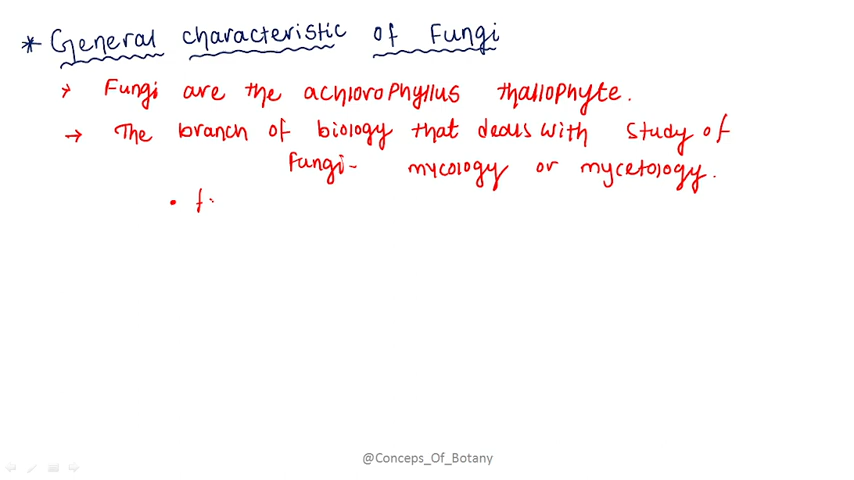 * General characteristic of Fungi
→ Fungi are the achlorophyllus thallophyte.
→ The branch of biology that deals with study of
Fungi- mycology or mycetology.
• f
@Conceps_Of_Botany